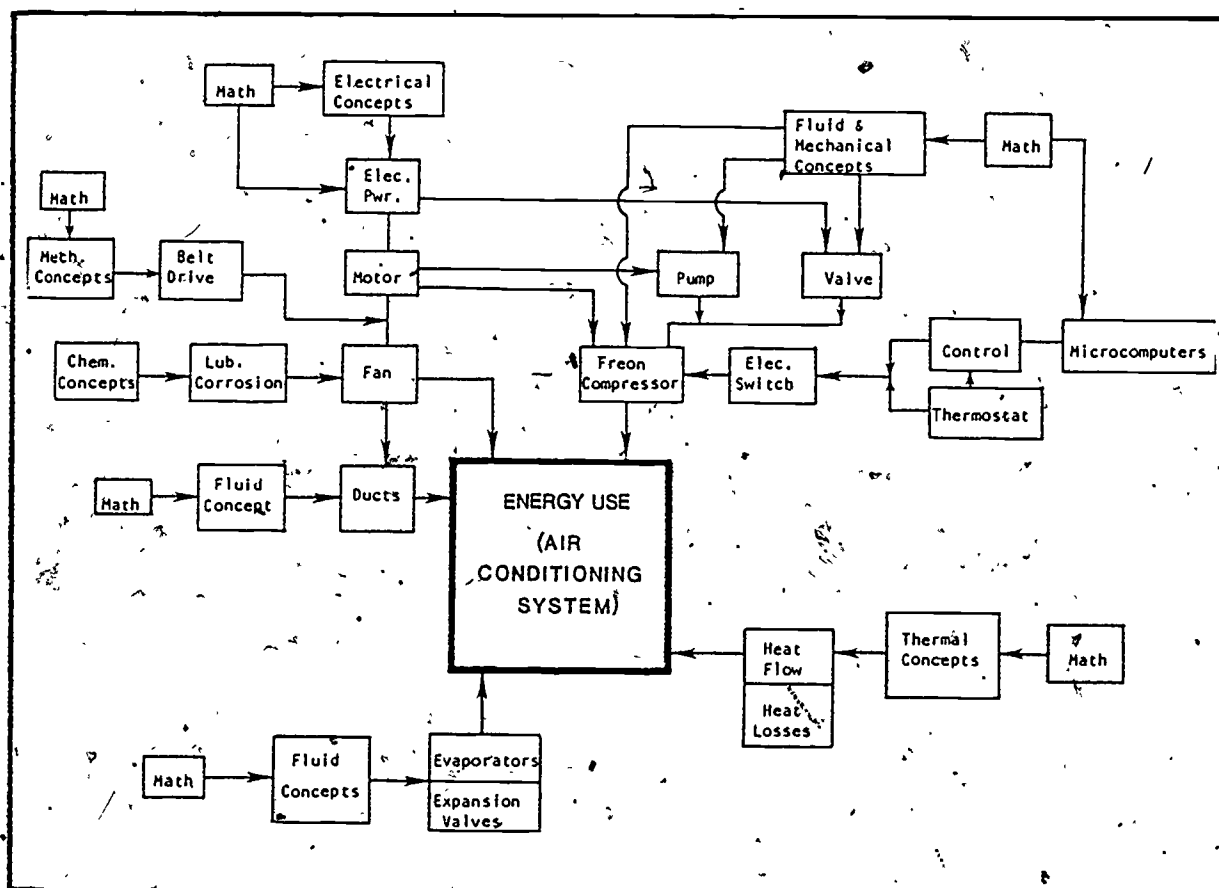 Math
Electrical
Concepts
Fluid &
Mechanical
Concepts
Math
Elec.
Pwr.
Math
Meth.
Concepts
Belt
Drive
Motor
Pump
Valve
Chem.
Concepts
Lub.
Corrosion
Fan
Freon
Compressor
Elec.
Switch
Control
Microcomputers
Thermostat
Math
Fluid
Concept
Ducts
ENERGY USE
(AIR
CONDITIONING
SYSTEM)
Heat
Flow
Heat
Losses
Thermal
Concepts
Math
Math
Fluid
Concepts
Evaporators
Expansion
Valves